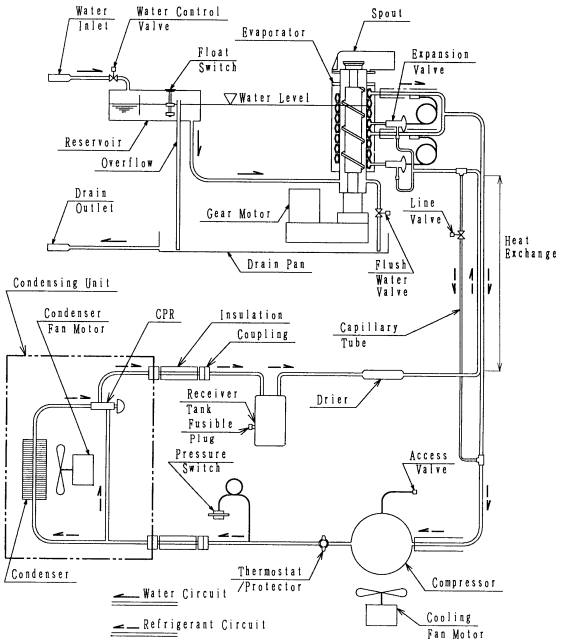 Water
Inlet
Water Control
Valve
Float
Switch
Evaporator
Spout
Expansion
Valve
Water Level
Reservoir
Overflow
Drain
Outlet
Gear Motor
Line
Valve
Heat
Exchange
Drain Pan
Flush
Water
Valve
Condensing Unit
Condenser
Fan Motor
CPR
Insulation
Coupling
Capillary
Tube
Receiver
Tank
Fusible
Plug
Drier
Pressure
Switch
Access
Valve
Condenser
Thermostat
/Protector
Compressor
Water Circuit
Refrigerant Circuit
Cooling
Fan Motor